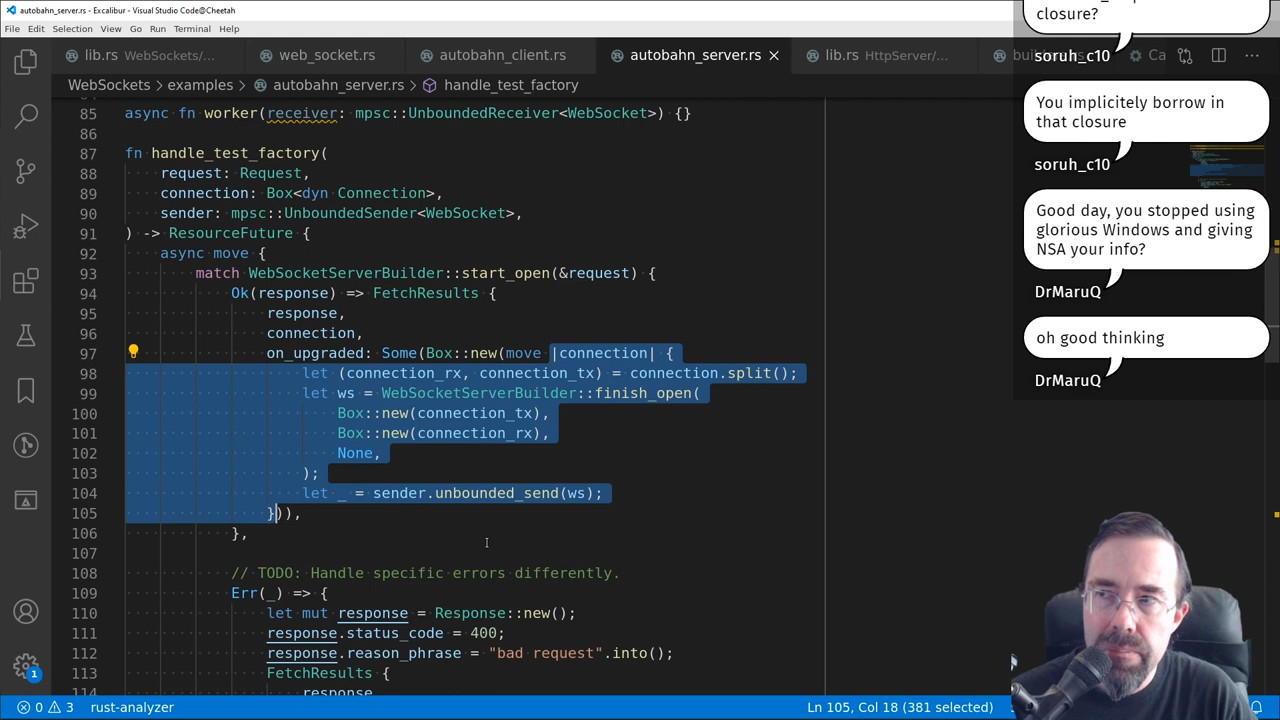 autobahn_server.rs - Excalibur - Visual Studio Code@Cheetah
File Edit Selection View Go Run Terminal Help
lib.rs WebSockets/... web_socket.rs autobahn_client.rs autobahn_server.rs lib.rs HttpServer/... Ca
WebSockets > examples > autobahn_server.rs > handle_test_factory
85 async fn worker(receiver: mpsc::UnboundedReceiver<WebSocket>) {}
86
87 fn handle_test_factory(
88 request: Request,
89 connection: Box<dyn Connection>,
90 sender: mpsc::UnboundedSender<WebSocket>,
91 ) -> ResourceFuture {
92 async move {
93 match WebSocketServerBuilder::start_open(&request) {
94 Ok(response) => FetchResults {
95 response,
96 connection,
97 on_upgraded: Some(Box::new(move |connection| {
98 let (connection_rx, connection_tx) = connection.split();
99 let ws = WebSocketServerBuilder::finish_open(
100 Box::new(connection_tx),
101 Box::new(connection_rx),
102 None,
103 );
104 let _ = sender.unbounded_send(ws);
105 })),
106 },
107
108 // TODO: Handle specific errors differently.
109 Err(_) => {
110 let mut response = Response::new();
111 response.status_code = 400;
112 response.reason_phrase = "bad request".into();
113 FetchResults {
114 response
closure?
soruh_c10
You implicitely borrow in
that closure
soruh_c10
Good day, you stopped using
glorious Windows and giving
NSA your info?
DrMaruQ
oh good thinking
DrMaruQ
1
0 3 rust-analyzer Ln 105, Col 18 (381 selected)